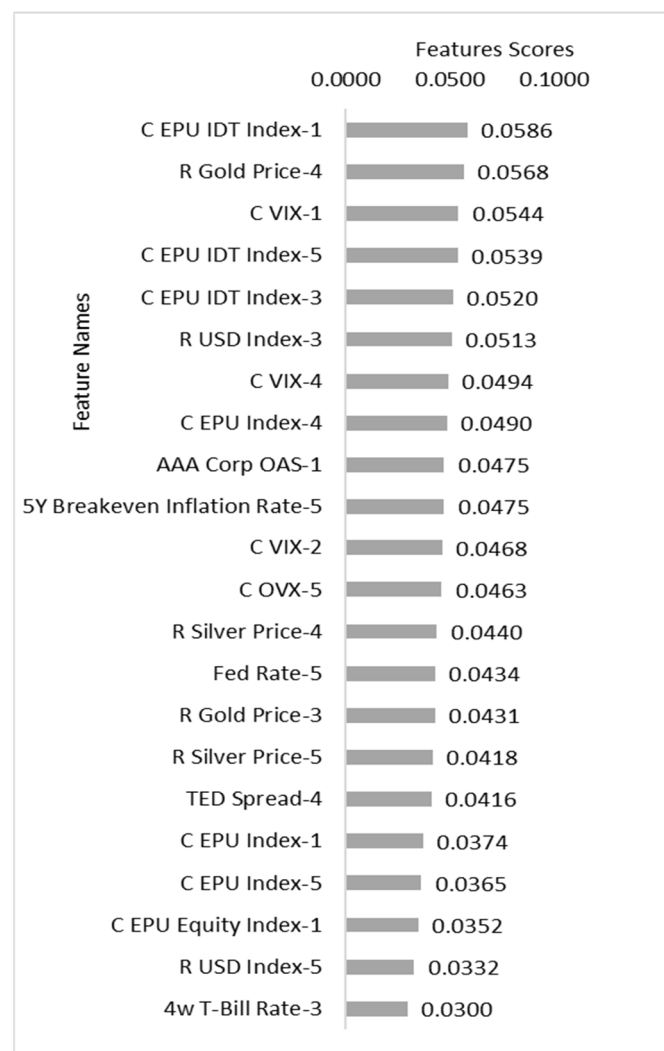 Features Scores
0.0000 0.0500 0.1000
Feature Names
C EPU IDT Index-1 0.0586
R Gold Price-4 0.0568
C VIX-1 0.0544
C EPU IDT Index-5 0.0539
C EPU IDT Index-3 0.0520
R USD Index-3 0.0513
C VIX-4 0.0494
C EPU Index-4 0.0490
AAA Corp OAS-1 0.0475
5Y Breakeven Inflation Rate-5 0.0475
C VIX-2 0.0468
C OVX-5 0.0463
R Silver Price-4 0.0440
Fed Rate-5 0.0434
R Gold Price-3 0.0431
R Silver Price-5 0.0418
TED Spread-4 0.0416
C EPU Index-1 0.0374
C EPU Index-5 0.0365
C EPU Equity Index-1 0.0352
R USD Index-5 0.0332
4w T-Bill Rate-3 0.0300